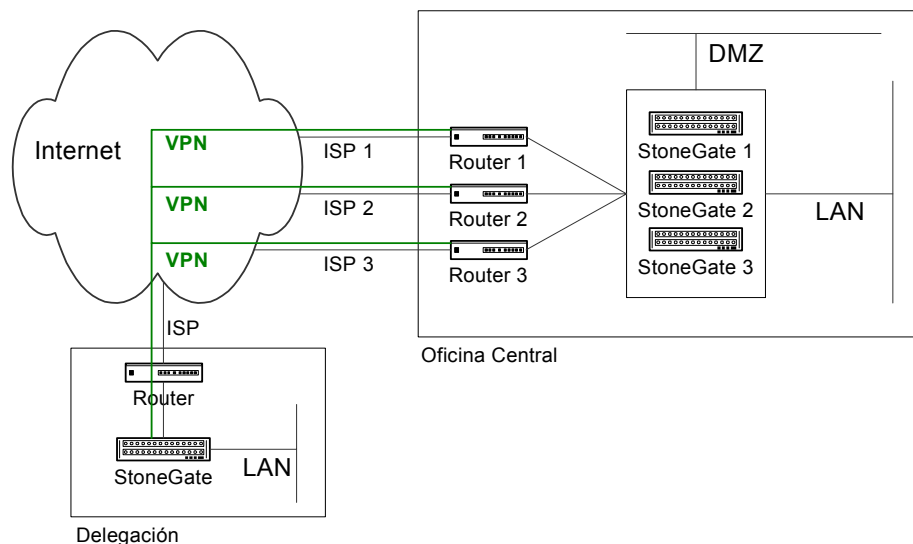 DMZ
Internet
VPN
ISP 1
Router 1
StoneGate 1
VPN
ISP 2
Router 2
StoneGate 2
LAN
VPN
ISP 3
Router 3
StoneGate 3
ISP
Oficina Central
Router
StoneGate
LAN
Delegación